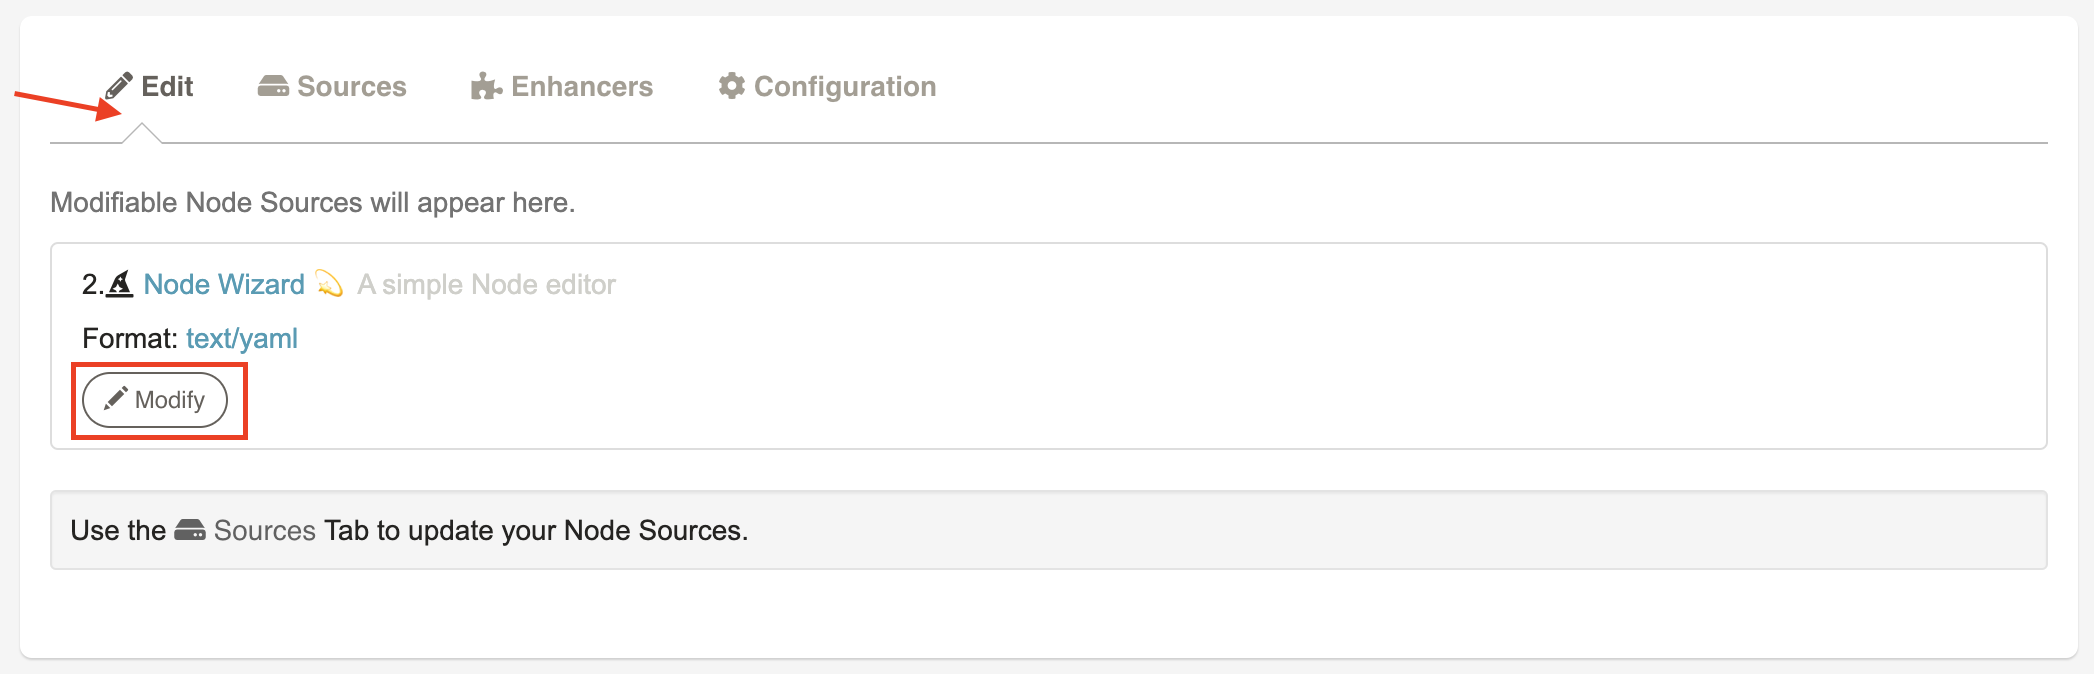 Edit Sources Enhancers Configuration
Modifiable Node Sources will appear here.
2. Node Wizard 💫 A simple Node editor
Format: text/yaml
Modify
Use the Sources Tab to update your Node Sources.